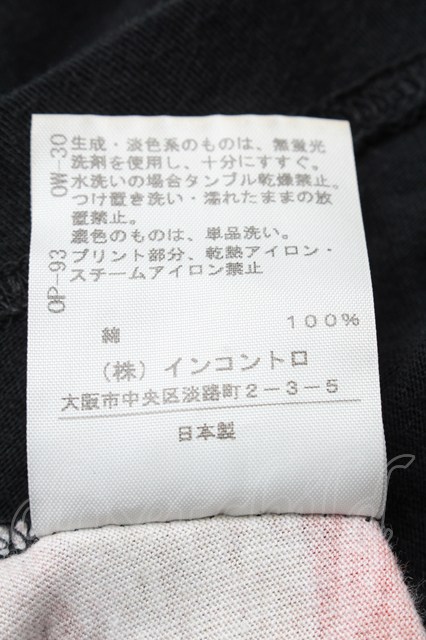 OW-30
生成・淡色系のものは、無蛍光
洗剤を使用し、十分にすすぐ。
水洗いの場合タンブル乾燥禁止。
つけ置き洗い・濡れたままの放
置禁止。
濃色のものは、単品洗い。
OP-93
プリント部分、乾熱アイロン・
スチームアイロン禁止
綿 100%
(株)インコントロ
大阪市中央区淡路町2-3-5
日本製